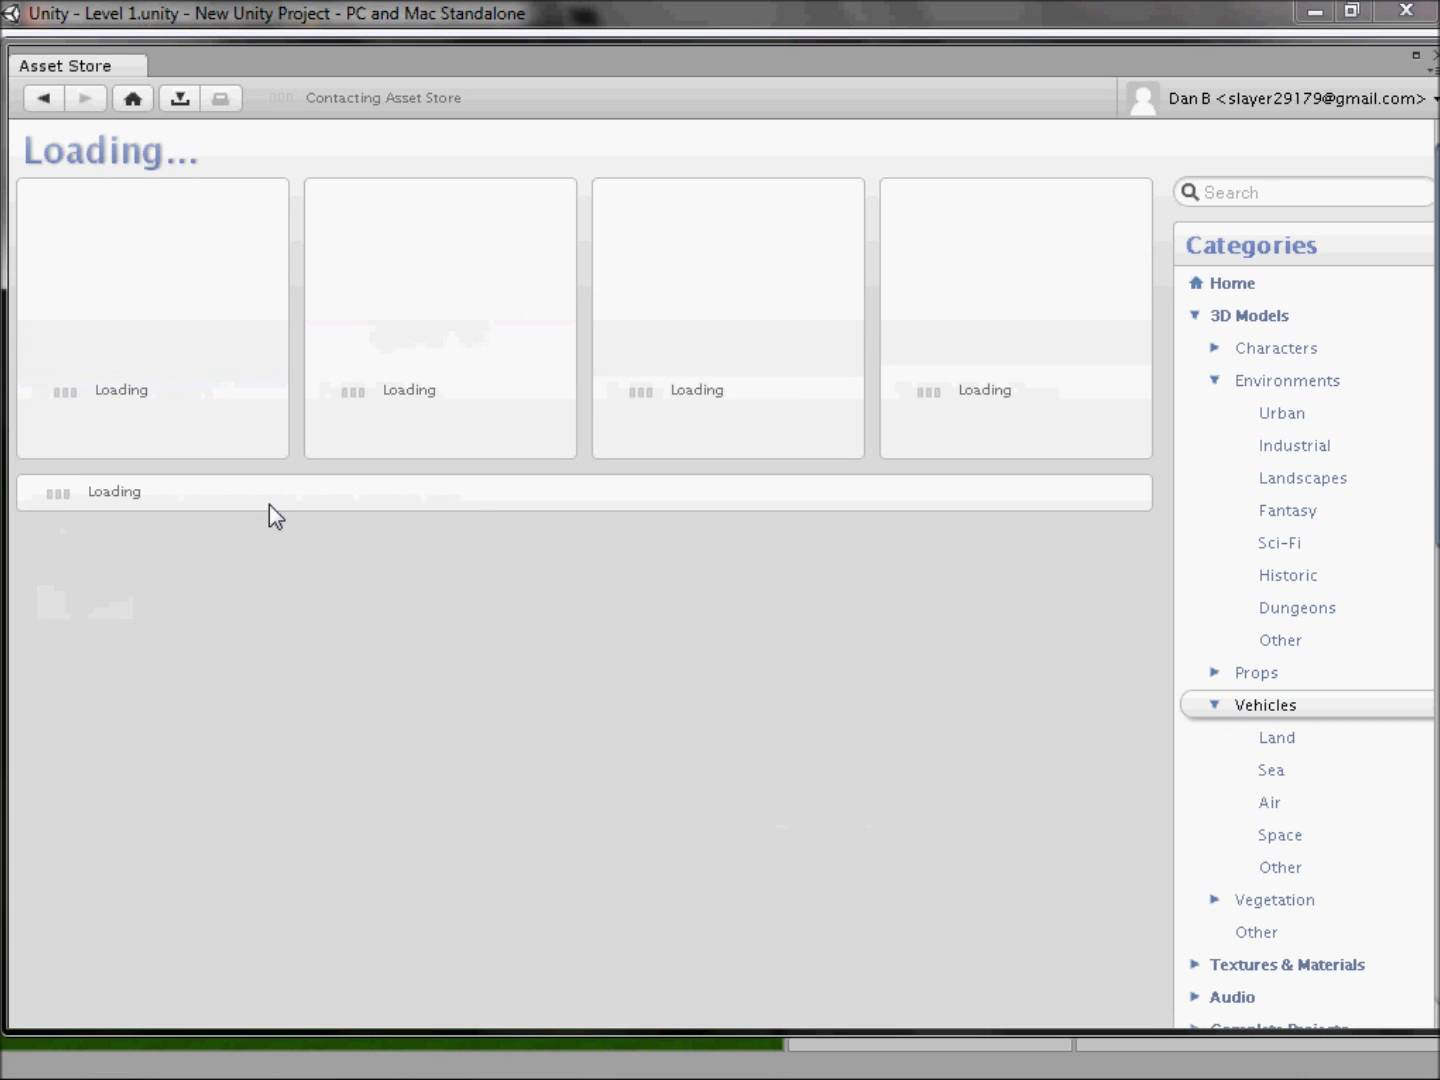 Unity - Level 1.unity - New Unity Project - PC and Mac Standalone
Asset Store
Contacting Asset Store
Dan B <slayer29179@gmail.com>
Loading...
Search
Categories
Home
3D Models
Characters
Environments
Loading
Loading
Loading
Loading
Urban
Industrial
Landscapes
Loading
Fantasy
Sci-Fi
Historic
Dungeons
Other
Props
Vehicles
Land
Sea
Air
Space
Other
Vegetation
Other
Textures & Materials
Audio
Complete Projects